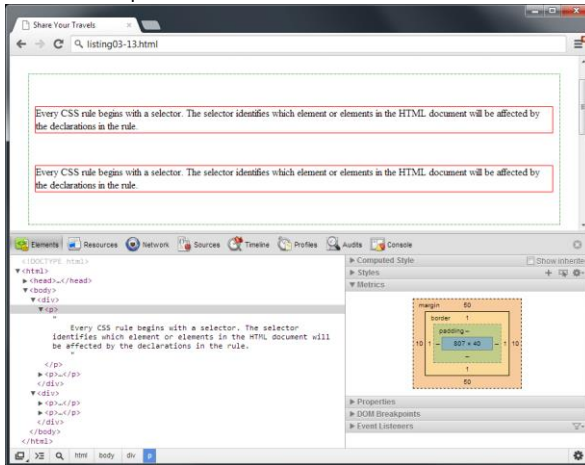 Share Your Travels
listing03-13.html
Every CSS rule begins with a selector. The selector identifies which element or elements in the HTML document will be affected by
the declarations in the rule.
Every CSS rule begins with a selector. The selector identifies which element or elements in the HTML document will be affected by
the declarations in the rule.
Elements Resources Network Sources Timeline Profiles Audits Console
<!DOCTYPE html>
▼<html>
▶<head>…</head>
▼<body>
▼<div>
▼<p>
"
Every CSS rule begins with a selector. The selector
identifies which element or elements in the HTML document will
be affected by the declarations in the rule.
"
</p>
▶<p>…</p>
</div>
▼<div>
▶<p>…</p>
▶<p>…</p>
</div>
</body>
</html>
▶ Computed Style Show inherite
▶ Styles
▼ Metrics
margin 50
border 1
padding –
10 1 – 807 × 40 – 1 10
–
1
50
▶ Properties
▶ DOM Breakpoints
▶ Event Listeners
html body div p